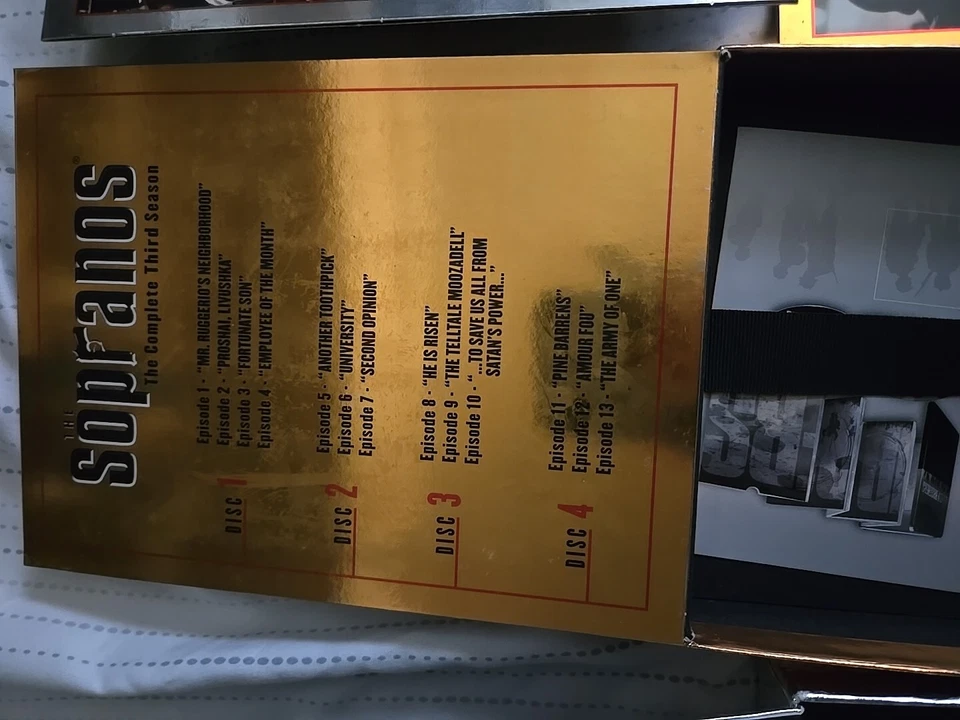 THE
Sopranos®
The Complete Third Season
DISC 1
Episode 1 - "MR. RUGGERIO'S NEIGHBORHOOD"
Episode 2 - "PROSHAI, LIVUSHKA"
Episode 3 - "FORTUNATE SON"
Episode 4 - "EMPLOYEE OF THE MONTH"
DISC 2
Episode 5 - "ANOTHER TOOTHPICK"
Episode 6 - "UNIVERSITY"
Episode 7 - "SECOND OPINION"
DISC 3
Episode 8 - "HE IS RISEN"
Episode 9 - "THE TELLTALE MOOZADELL"
Episode 10 - "...TO SAVE US ALL FROM
SATAN'S POWER..."
DISC 4
Episode 11 - "PINE BARRENS"
Episode 12 - "AMOUR FOU"
Episode 13 - "THE ARMY OF ONE"